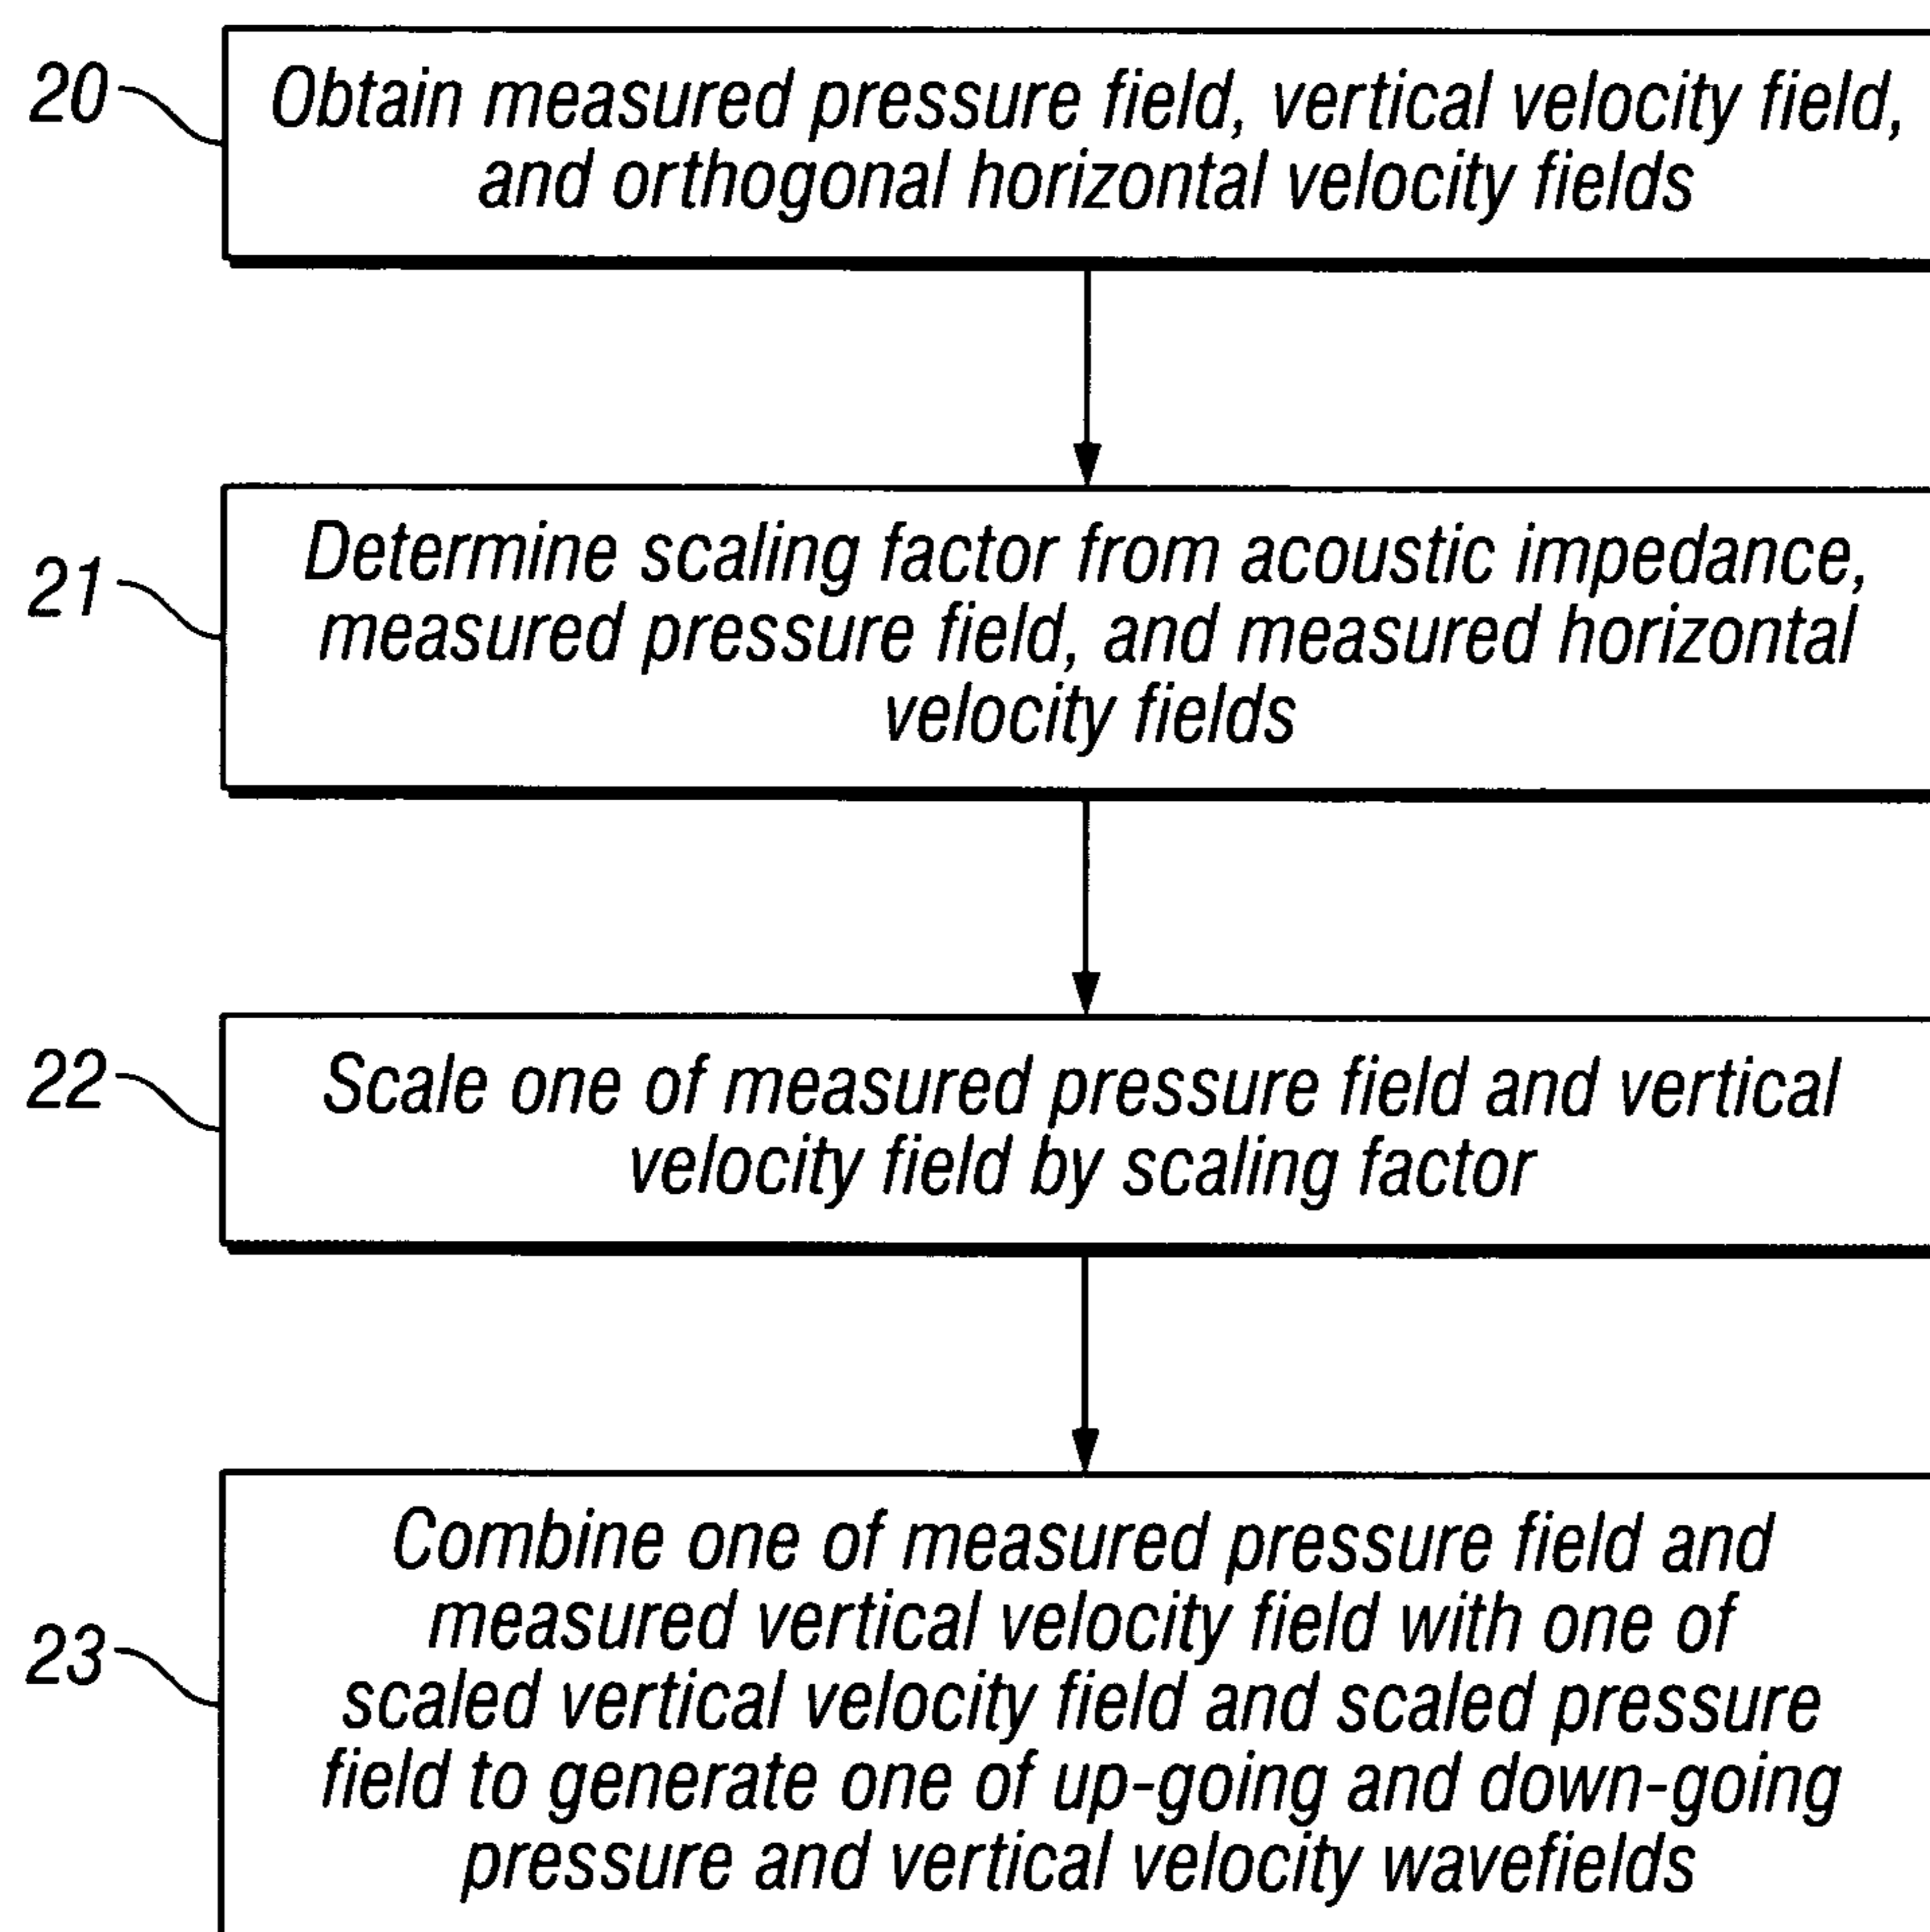 20
Obtain measured pressure field, vertical velocity field,
and orthogonal horizontal velocity fields
21
Determine scaling factor from acoustic impedance,
measured pressure field, and measured horizontal
velocity fields
22
Scale one of measured pressure field and vertical
velocity field by scaling factor
23
Combine one of measured pressure field and
measured vertical velocity field with one of
scaled vertical velocity field and scaled pressure
field to generate one of up-going and down-going
pressure and vertical velocity wavefields